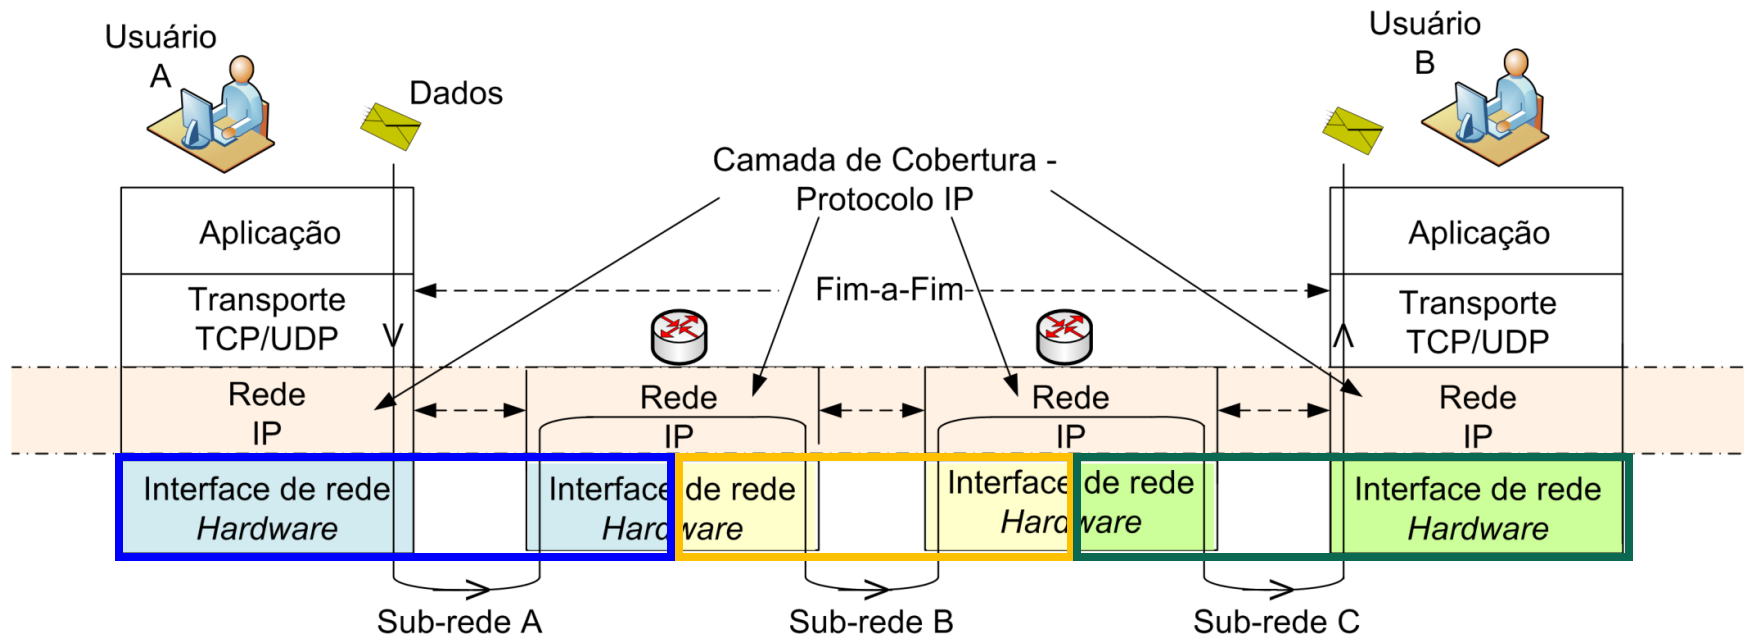 Usuário
A
Dados
Usuário
B
Camada de Cobertura -
Protocolo IP
Aplicação
Aplicação
Fim-a-Fim
Transporte
TCP/UDP
Transporte
TCP/UDP
Rede
IP
Rede
IP
Rede
IP
Rede
IP
Interface de rede
Hardware
Interface de rede
Hardware
Interface de rede
Hardware
Interface de rede
Hardware
Sub-rede A
Sub-rede B
Sub-rede C